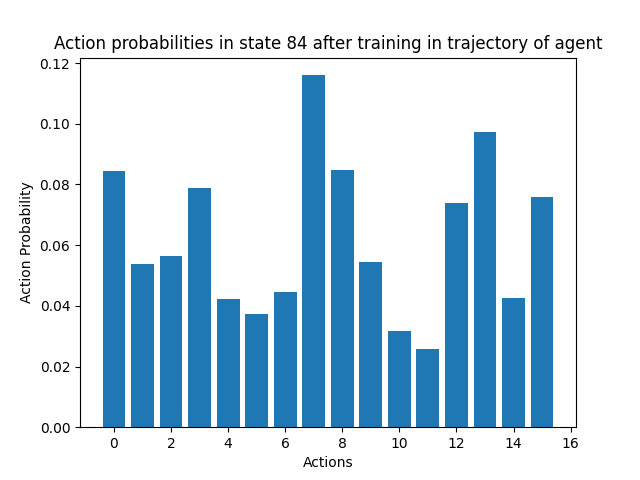 Action probabilities in state 84 after training in trajectory of agent
0.12
0.10
0.08
0.06
0.04
0.02
0.00
Action Probability
0 2 4 6 8 10 12 14 16
Actions